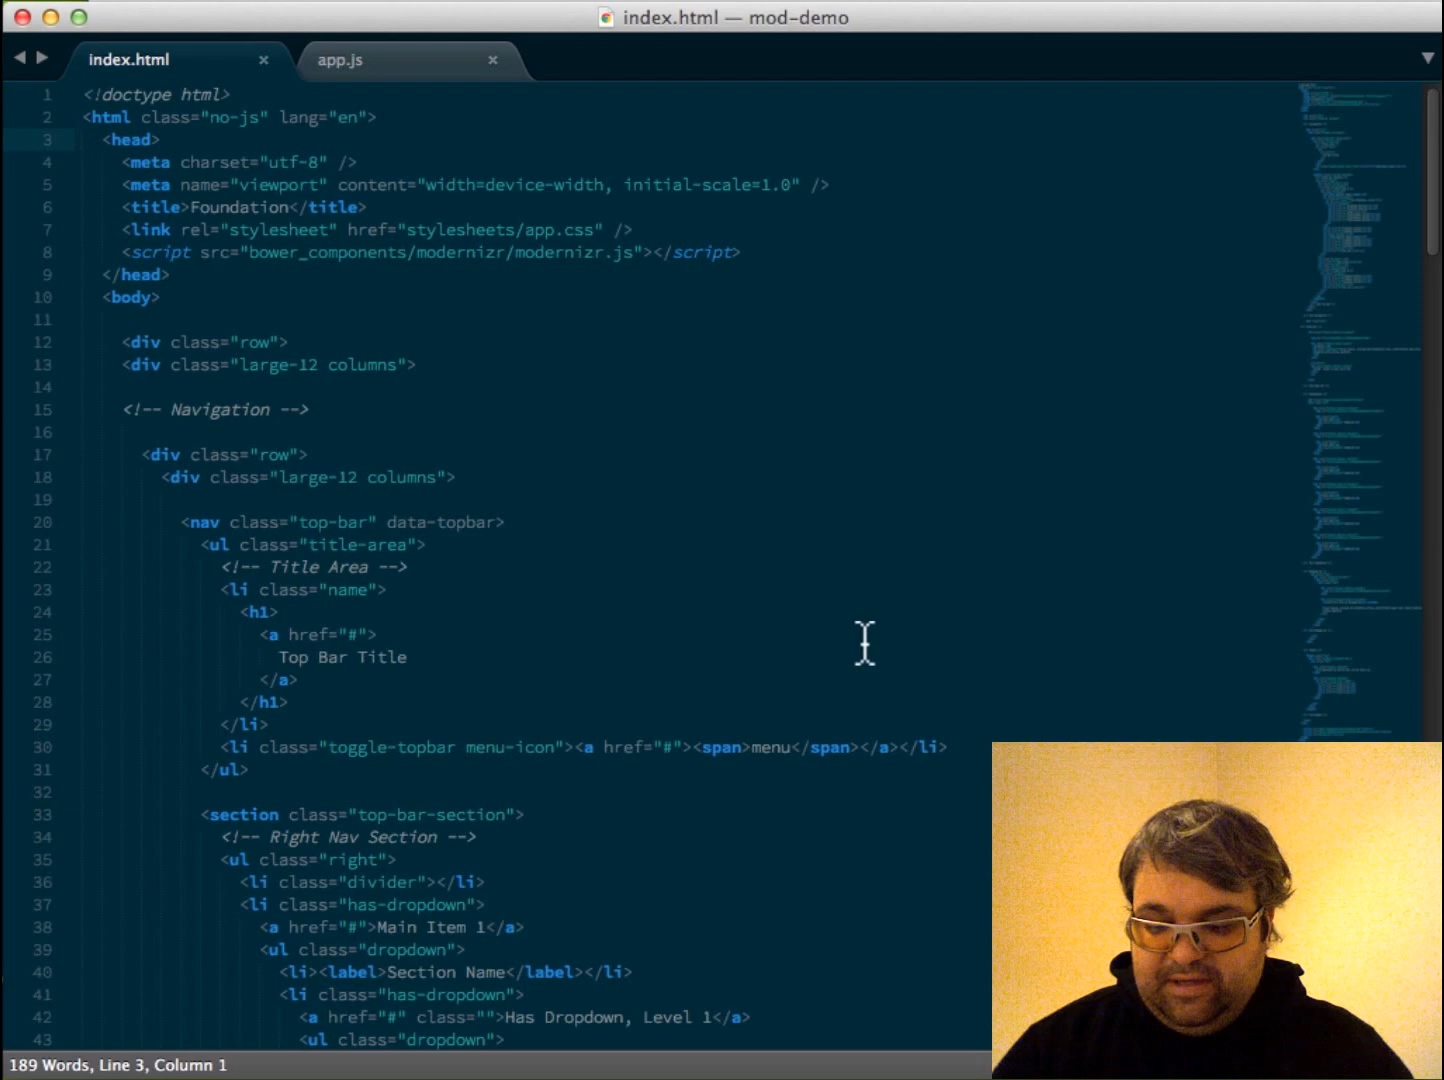 index.html — mod-demo
index.html × app.js ×
1 <!doctype html>
2 <html class="no-js" lang="en">
3 <head>
4 <meta charset="utf-8" />
5 <meta name="viewport" content="width=device-width, initial-scale=1.0" />
6 <title>Foundation</title>
7 <link rel="stylesheet" href="stylesheets/app.css" />
8 <script src="bower_components/modernizr/modernizr.js"></script>
9 </head>
10 <body>
11
12 <div class="row">
13 <div class="large-12 columns">
14
15 <!-- Navigation -->
16
17 <div class="row">
18 <div class="large-12 columns">
19
20 <nav class="top-bar" data-topbar>
21 <ul class="title-area">
22 <!-- Title Area -->
23 <li class="name">
24 <h1>
25 <a href="#">
26 Top Bar Title
27 </a>
28 </h1>
29 </li>
30 <li class="toggle-topbar menu-icon"><a href="#"><span>menu</span></a></li>
31 </ul>
32
33 <section class="top-bar-section">
34 <!-- Right Nav Section -->
35 <ul class="right">
36 <li class="divider"></li>
37 <li class="has-dropdown">
38 <a href="#">Main Item 1</a>
39 <ul class="dropdown">
40 <li><label>Section Name</label></li>
41 <li class="has-dropdown">
42 <a href="#" class="">Has Dropdown, Level 1</a>
43 <ul class="dropdown">
189 Words, Line 3, Column 1